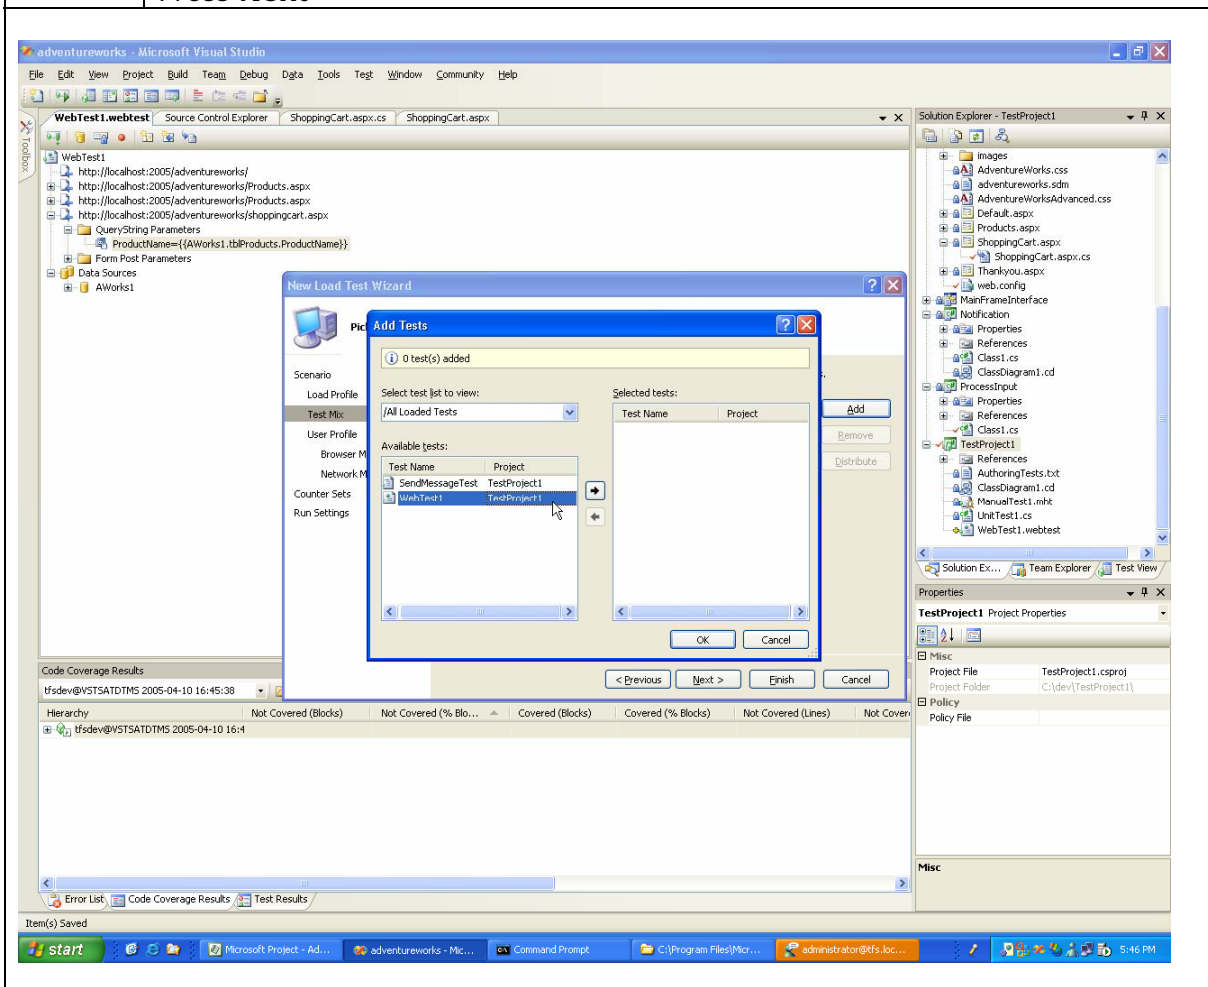 Press Next
adventureworks - Microsoft Visual Studio
File Edit View Project Build Team Debug Data Tools Test Window Community Help
WebTest1.webtest Source Control Explorer ShoppingCart.aspx.cs ShoppingCart.aspx
Toolbox
WebTest1
http://localhost:2005/adventureworks/
http://localhost:2005/adventureworks/Products.aspx
http://localhost:2005/adventureworks/Products.aspx
http://localhost:2005/adventureworks/shoppingcart.aspx
QueryString Parameters
ProductName={{AWorks1.tblProducts.ProductName}}
Form Post Parameters
Data Sources
AWorks1
New Load Test Wizard
Scenario
Load Profile
Test Mix
User Profile
Browser M
Network M
Counter Sets
Run Settings
Add
Remove
Distribute
< Previous Next > Finish Cancel
Add Tests
0 test(s) added
Select test list to view:
/All Loaded Tests
Available tests:
Test Name Project
SendMessageTest TestProject1
WebTest1 TestProject1
Selected tests:
Test Name Project
OK Cancel
Solution Explorer - TestProject1
images
AdventureWorks.css
adventureworks.sdm
AdventureWorksAdvanced.css
Default.aspx
Products.aspx
ShoppingCart.aspx
ShoppingCart.aspx.cs
Thankyou.aspx
web.config
MainFrameInterface
Notification
Properties
References
Class1.cs
ClassDiagram1.cd
ProcessInput
Properties
References
Class1.cs
TestProject1
References
AuthoringTests.txt
ClassDiagram1.cd
ManualTest1.mht
UnitTest1.cs
WebTest1.webtest
Solution Ex... Team Explorer Test View
Properties
TestProject1 Project Properties
Misc
Project File TestProject1.csproj
Project Folder C:\dev\TestProject1\
Policy
Policy File
Misc
Code Coverage Results
tfsdev@VSTSATDTMS 2005-04-10 16:45:38
Hierarchy Not Covered (Blocks) Not Covered (% Blo... Covered (Blocks) Covered (% Blocks) Not Covered (Lines) Not Cover
tfsdev@VSTSATDTMS 2005-04-10 16:4
Error List Code Coverage Results Test Results
Item(s) Saved
start Microsoft Project - Ad... adventureworks - Mic... Command Prompt C:\Program Files\Micr... administrator@tfs.loc... 5:46 PM